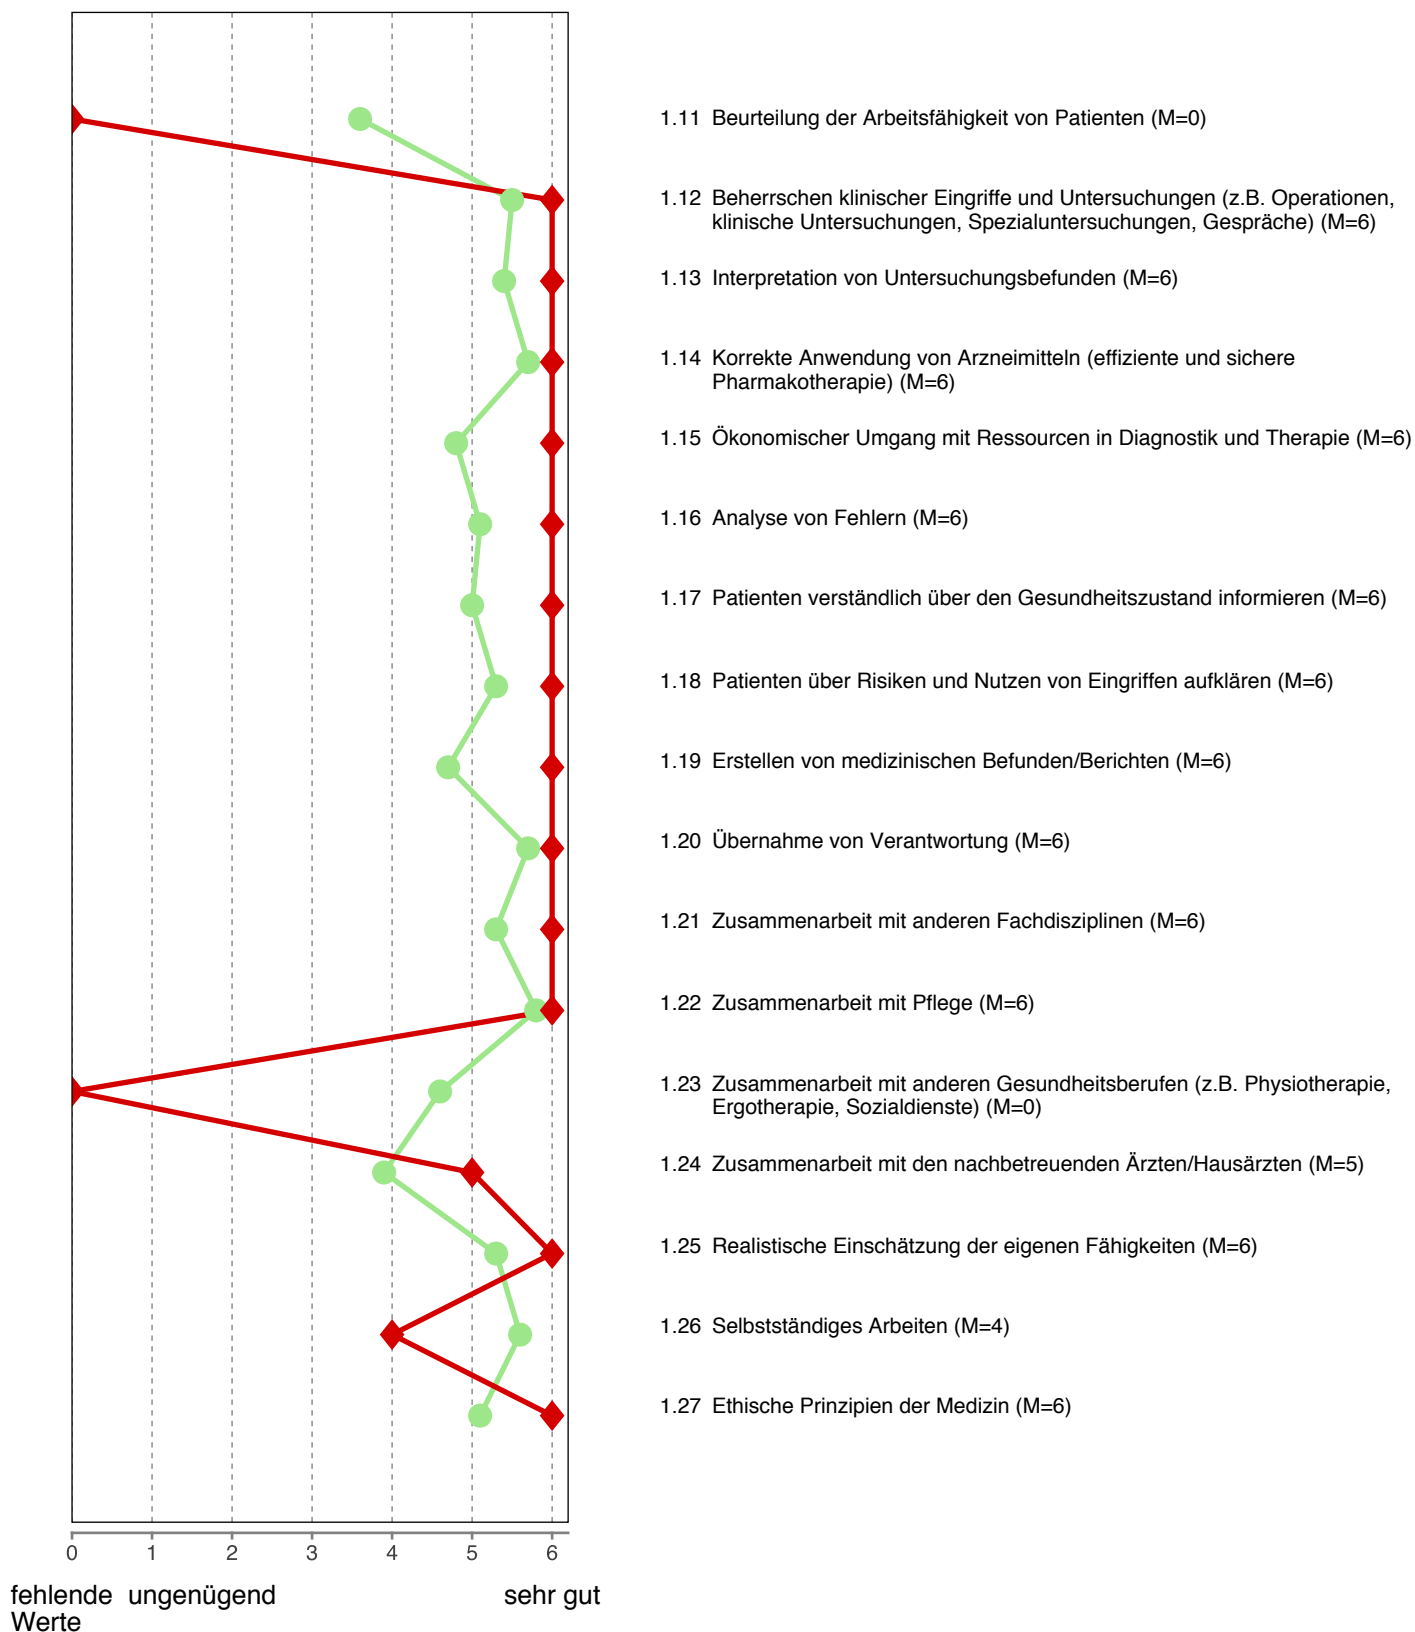 1.11 Beurteilung der Arbeitsfähigkeit von Patienten (M=0)
1.12 Beherrschen klinischer Eingriffe und Untersuchungen (z.B. Operationen,
klinische Untersuchungen, Spezialuntersuchungen, Gespräche) (M=6)
1.13 Interpretation von Untersuchungsbefunden (M=6)
1.14 Korrekte Anwendung von Arzneimitteln (effiziente und sichere
Pharmakotherapie) (M=6)
1.15 Ökonomischer Umgang mit Ressourcen in Diagnostik und Therapie (M=6)
1.16 Analyse von Fehlern (M=6)
1.17 Patienten verständlich über den Gesundheitszustand informieren (M=6)
1.18 Patienten über Risiken und Nutzen von Eingriffen aufklären (M=6)
1.19 Erstellen von medizinischen Befunden/Berichten (M=6)
1.20 Übernahme von Verantwortung (M=6)
1.21 Zusammenarbeit mit anderen Fachdisziplinen (M=6)
1.22 Zusammenarbeit mit Pflege (M=6)
1.23 Zusammenarbeit mit anderen Gesundheitsberufen (z.B. Physiotherapie,
Ergotherapie, Sozialdienste) (M=0)
1.24 Zusammenarbeit mit den nachbetreuenden Ärzten/Hausärzten (M=5)
1.25 Realistische Einschätzung der eigenen Fähigkeiten (M=6)
1.26 Selbstständiges Arbeiten (M=4)
1.27 Ethische Prinzipien der Medizin (M=6)
0 1 2 3 4 5 6
fehlende ungenügend sehr gut
Werte